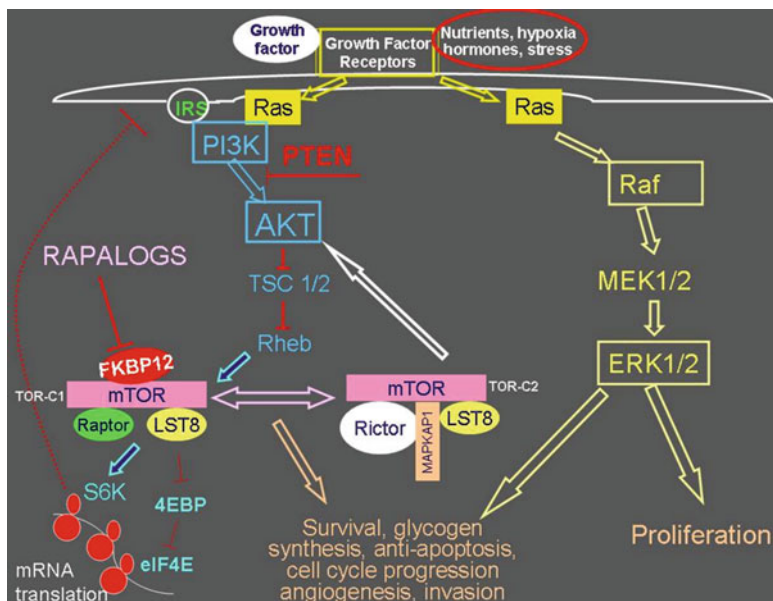 Growth
factor
Growth Factor
Receptors
Nutrients, hypoxia
hormones, stress
IRS
Ras
Ras
PI3K
PTEN
Raf
AKT
RAPALOGS
TSC 1/2
MEK1/2
Rheb
FKBP12
ERK1/2
TOR-C1
mTOR
mTOR
TOR-C2
Raptor
LST8
Rictor
MAPKAP1
LST8
S6K
4EBP
eIF4E
mRNA
translation
Survival, glycogen
synthesis, anti-apoptosis,
cell cycle progression
angiogenesis, invasion
Proliferation